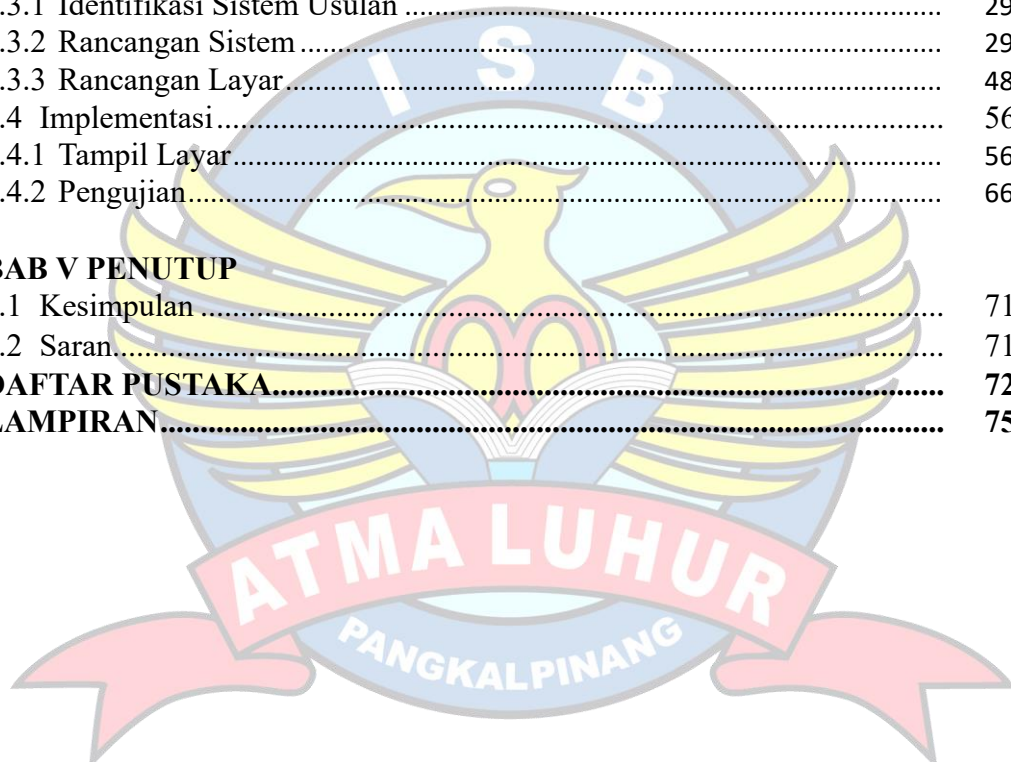 .3.1 Identifikasi Sistem Usulan ........ 29
.3.2 Rancangan Sistem ........ 29
.3.3 Rancangan Layar ........ 48
.4 Implementasi ........ 56
.4.1 Tampil Layar ........ 56
.4.2 Pengujian ........ 66
BAB V PENUTUP
.1 Kesimpulan ........ 71
.2 Saran ........ 71
DAFTAR PUSTAKA ........ 72
LAMPIRAN ........ 75
I S B
ATMA LUHUR
PANGKALPINANG